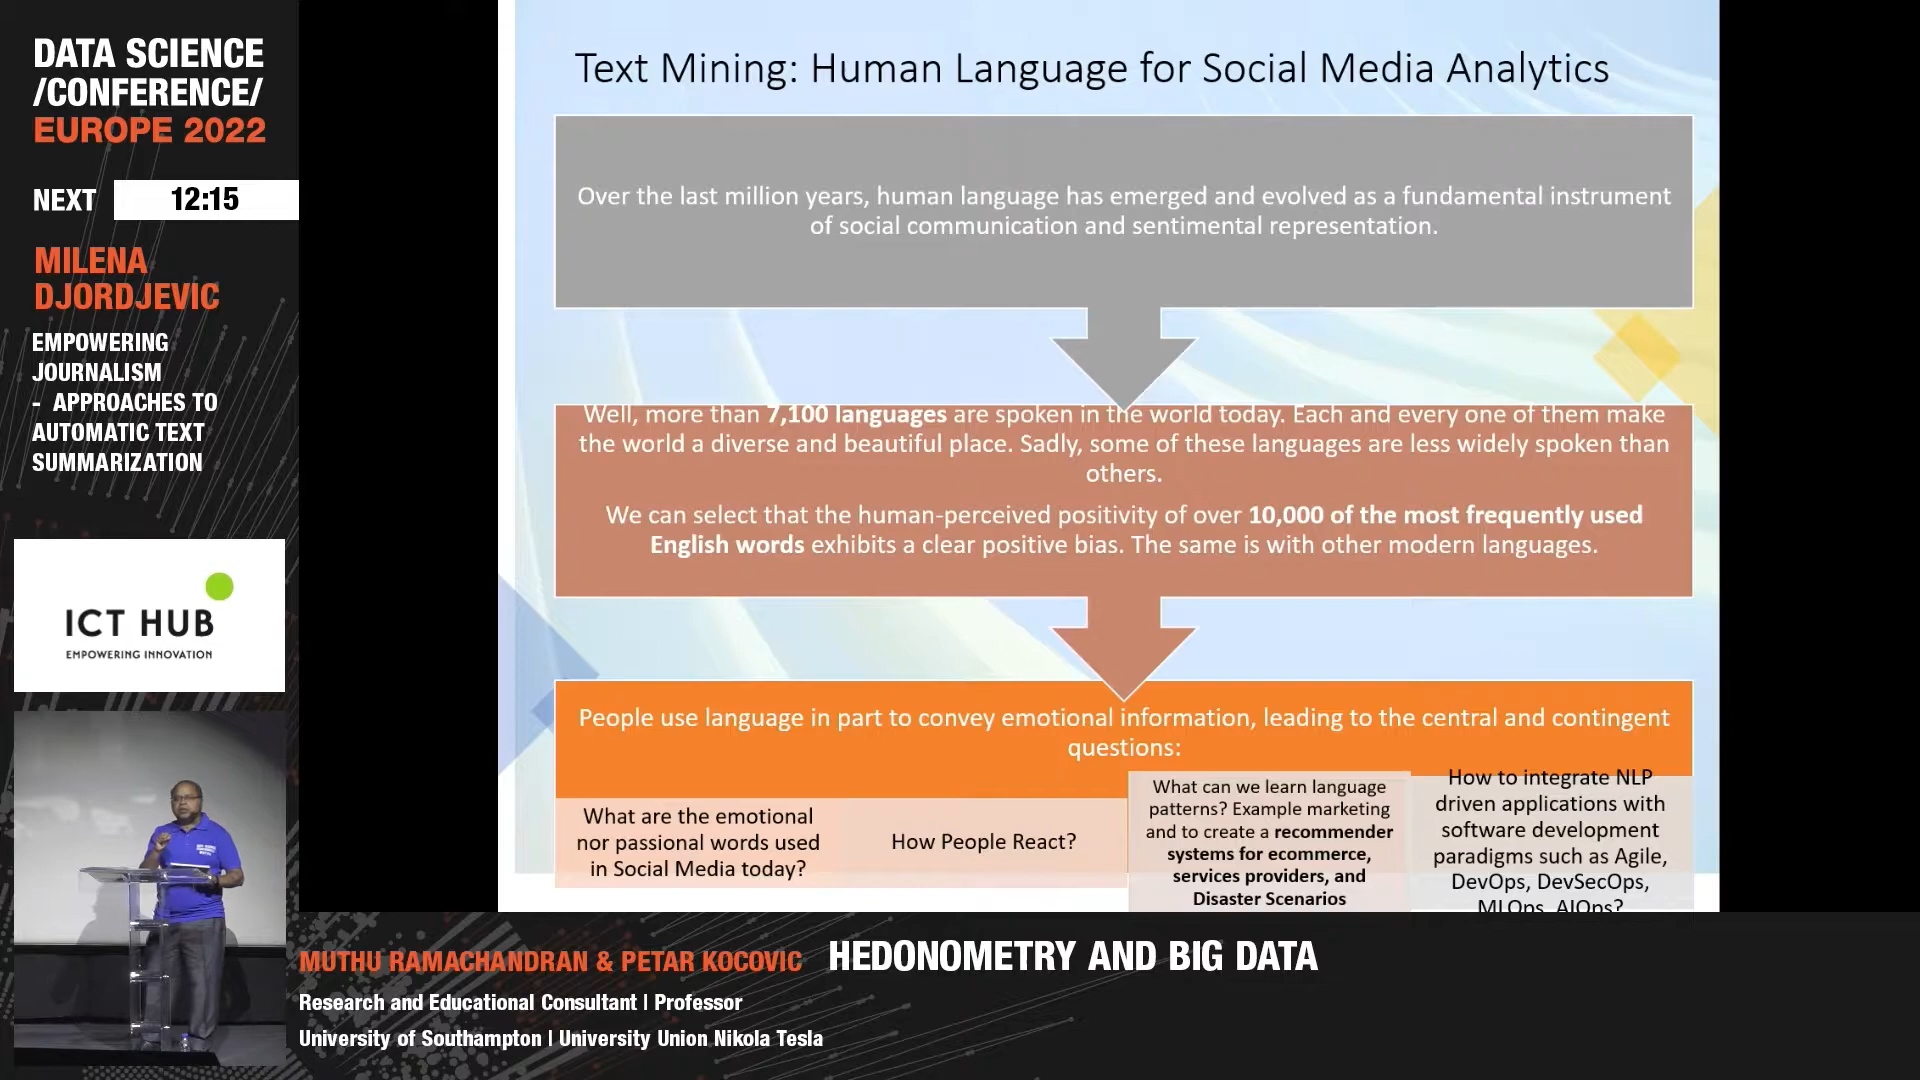 DATA SCIENCE
/CONFERENCE/
EUROPE 2022
NEXT 12:15
MILENA
DJORDJEVIC
EMPOWERING
JOURNALISM
- APPROACHES TO
AUTOMATIC TEXT
SUMMARIZATION
ICT HUB
EMPOWERING INNOVATION
Text Mining: Human Language for Social Media Analytics
Over the last million years, human language has emerged and evolved as a fundamental instrument
of social communication and sentimental representation.
Well, more than 7,100 languages are spoken in the world today. Each and every one of them make
the world a diverse and beautiful place. Sadly, some of these languages are less widely spoken than
others.
We can select that the human-perceived positivity of over 10,000 of the most frequently used
English words exhibits a clear positive bias. The same is with other modern languages.
People use language in part to convey emotional information, leading to the central and contingent
questions:
What are the emotional
nor passional words used
in Social Media today?
How People React?
What can we learn language
patterns? Example marketing
and to create a recommender
systems for ecommerce,
services providers, and
Disaster Scenarios
How to integrate NLP
driven applications with
software development
paradigms such as Agile,
DevOps, DevSecOps,
MLOps, AIOps?
MUTHU RAMACHANDRAN & PETAR KOCOVIC HEDONOMETRY AND BIG DATA
Research and Educational Consultant | Professor
University of Southampton | University Union Nikola Tesla